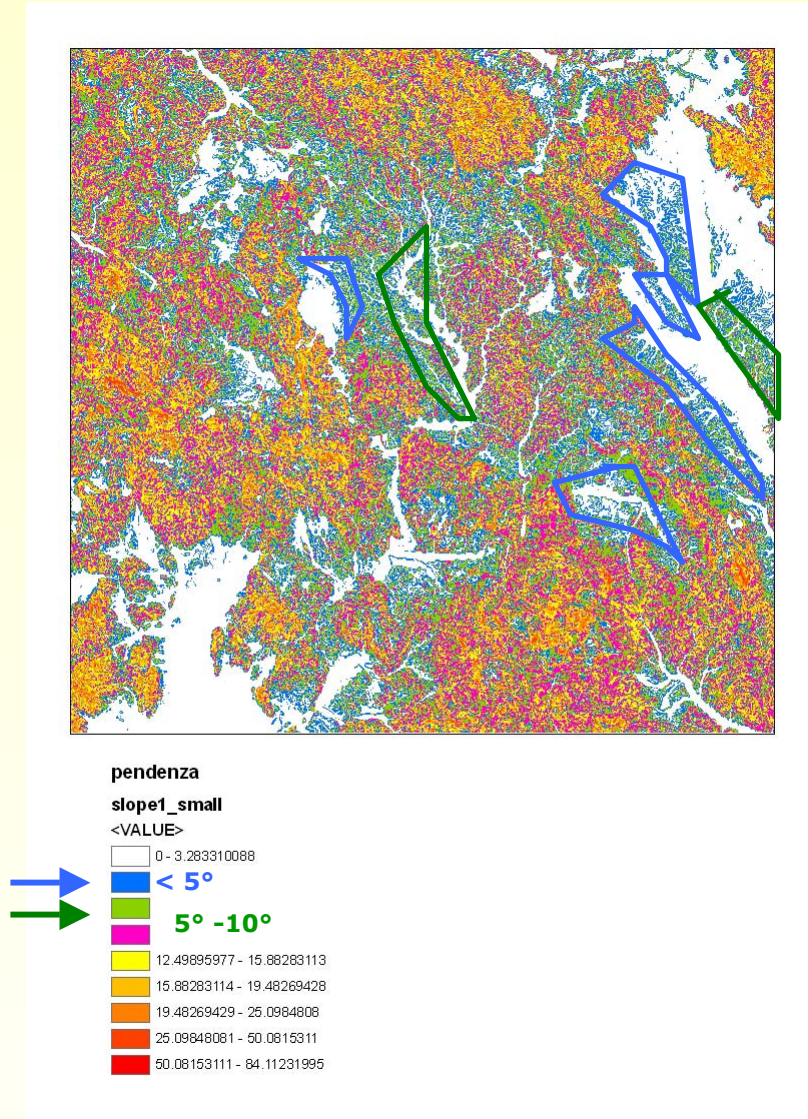 pendenza
slope1_small
<VALUE>
0 - 3.283310088
< 5°
5° -10°
12.49895977 - 15.88283113
15.88283114 - 19.48269428
19.48269429 - 25.0984808
25.09848081 - 50.0815311
50.08153111 - 84.11231995